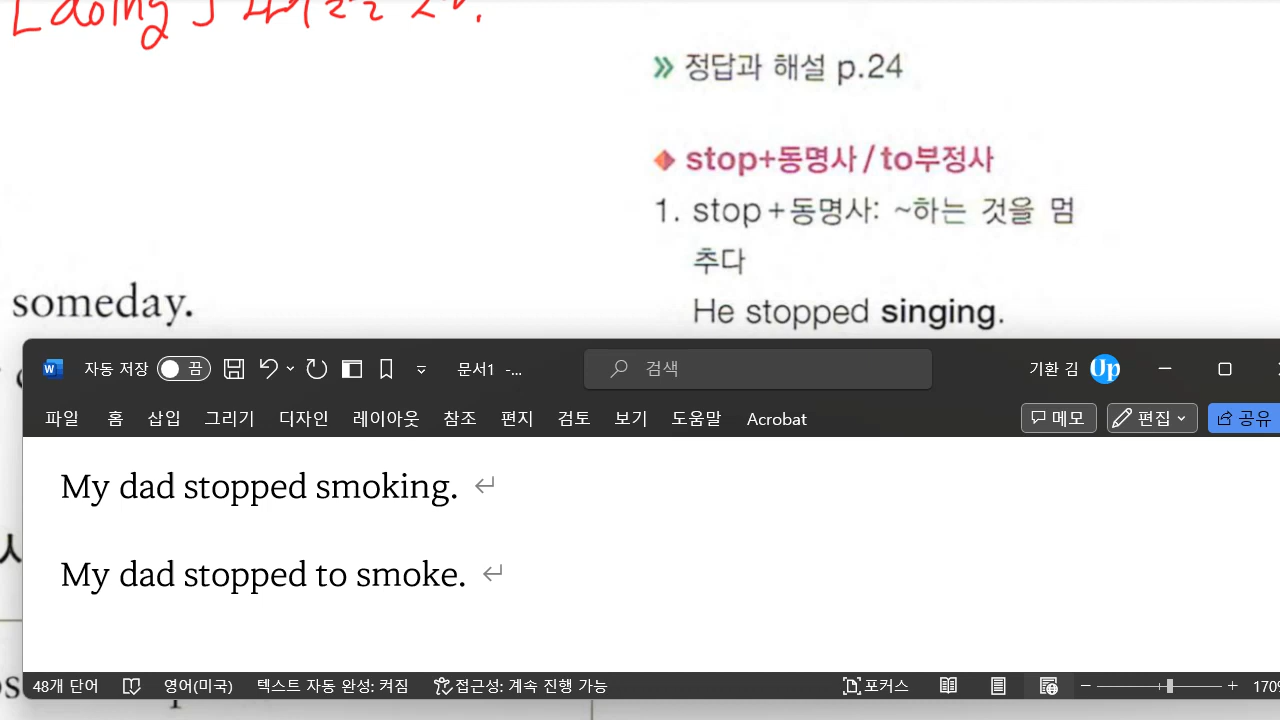 [doing]
» 정답과 해설 p.24
◆ stop+동명사 / to부정사
1. stop+동명사: ~하는 것을 멈
추다
He stopped singing.
someday.
자동 저장 끔 문서1 -... 검색 기환 김 Up
파일 홈 삽입 그리기 디자인 레이아웃 참조 편지 검토 보기 도움말 Acrobat 메모 편집 공유
My dad stopped smoking. ↵
My dad stopped to smoke. ↵
48개 단어 영어(미국) 텍스트 자동 완성: 켜짐 접근성: 계속 진행 가능 포커스 170%